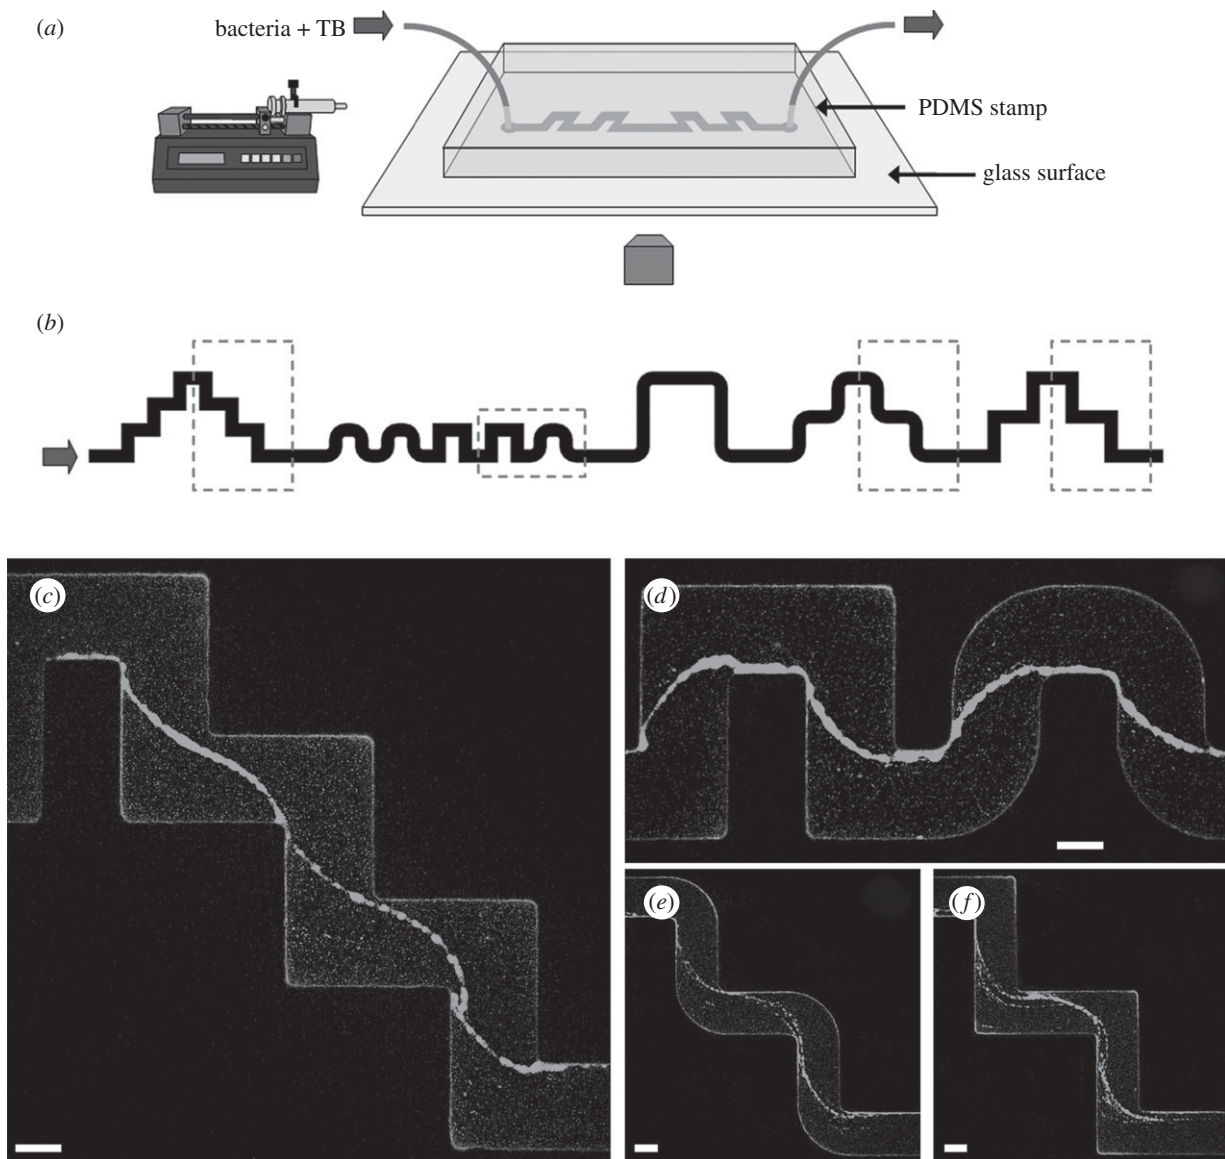 (a)
bacteria + TB
PDMS stamp
glass surface
(b)
(c)
(d)
(e)
(f)